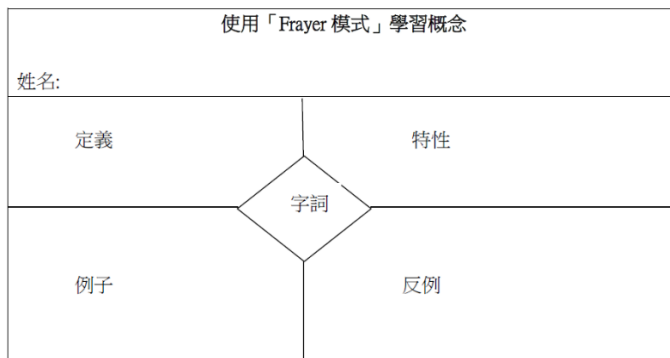 使用「Frayer 模式」學習概念
姓名:
定義
特性
字詞
例子
反例